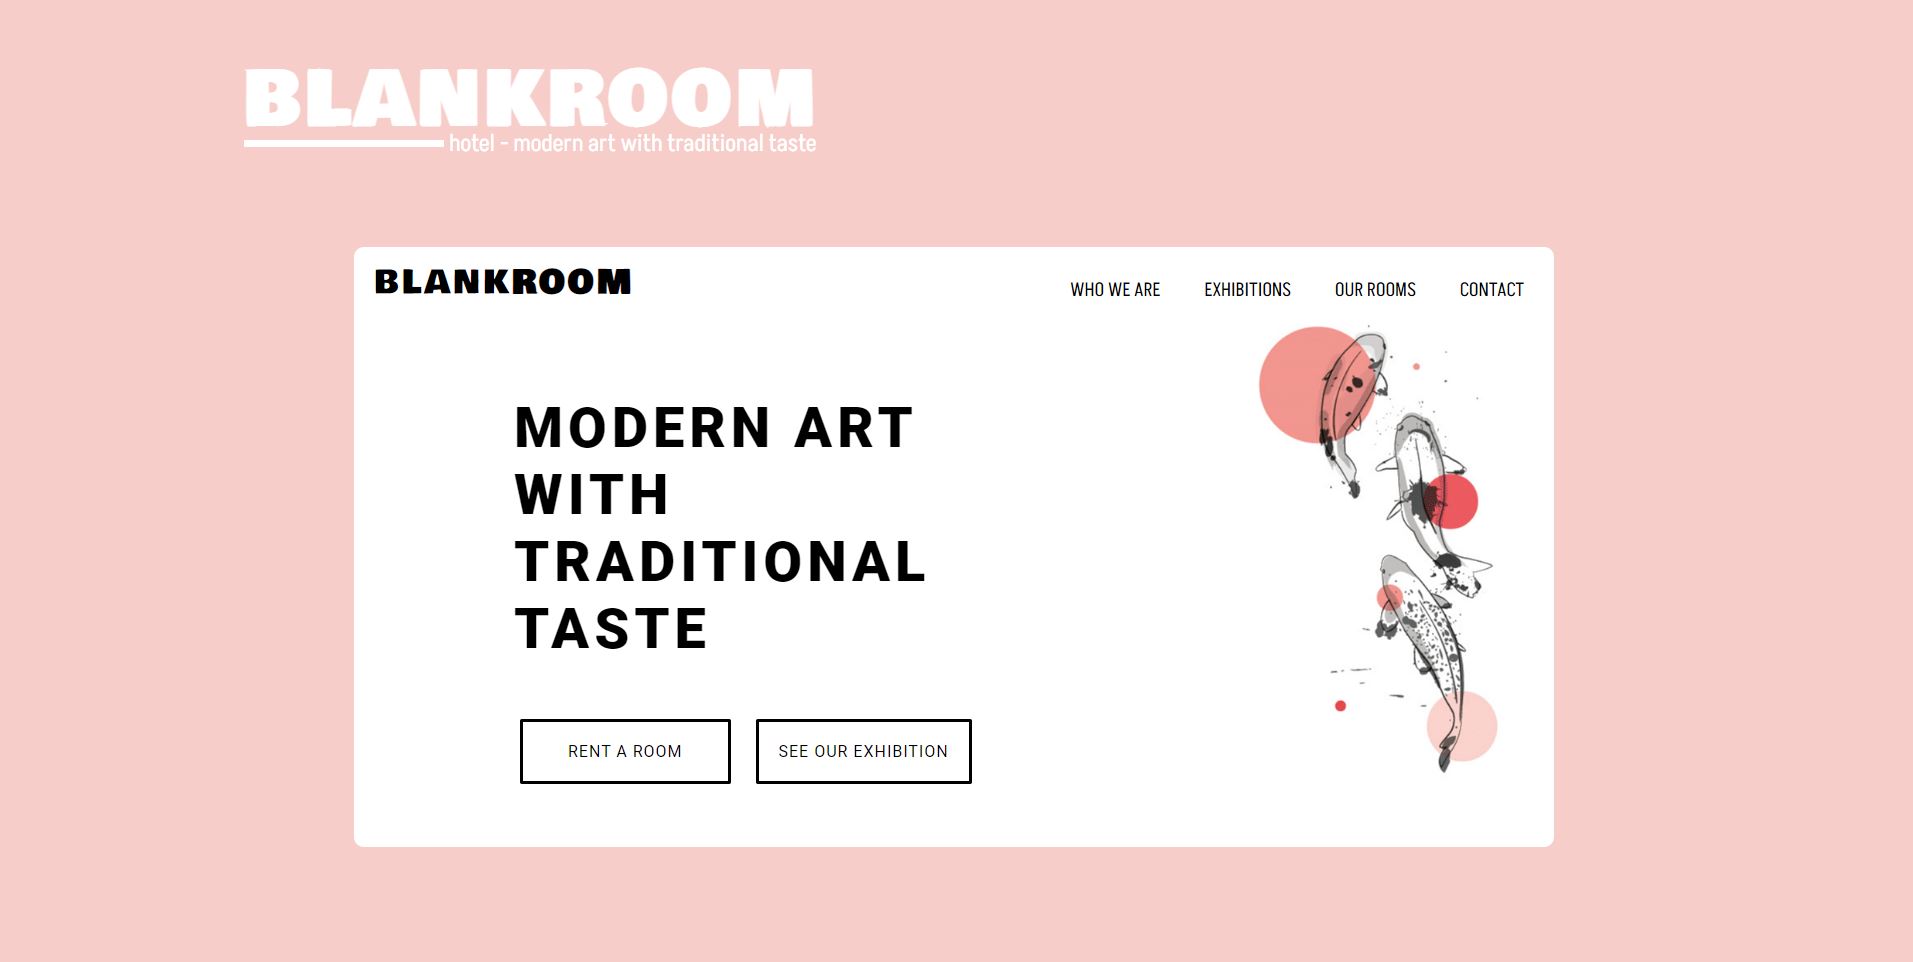 BLANKROOM
hotel - modern art with traditional taste
BLANKROOM
WHO WE ARE EXHIBITIONS OUR ROOMS CONTACT
MODERN ART
WITH
TRADITIONAL
TASTE
RENT A ROOM SEE OUR EXHIBITION